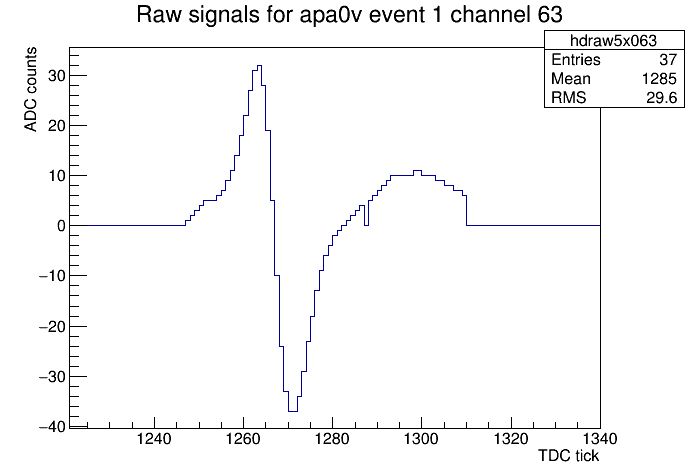 Raw signals for apa0v event 1 channel 63
hdraw5x063
Entries 37
Mean 1285
RMS 29.6
ADC counts
30
20
10
0
−10
−20
−30
−40
1240 1260 1280 1300 1320 1340
TDC tick